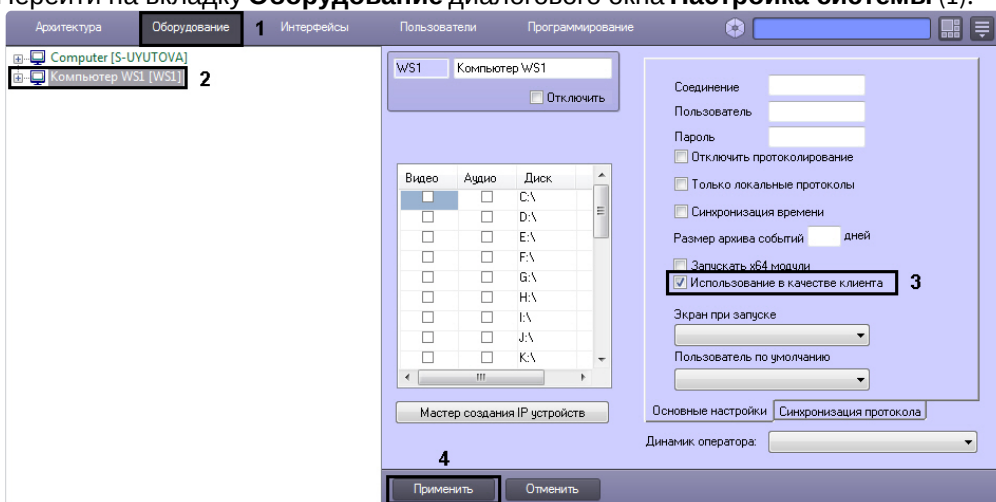 Перейти на вкладку Оборудование диалогового окна Настройка системы (1).
Архитектура Оборудование 1 Интерфейсы Пользователи Программирование
Computer [S-UYUTOVA]
Компьютер WS1 [WS1] 2
WS1 Компьютер WS1
Отключить
Соединение
Пользователь
Пароль
Отключить протоколирование
Только локальные протоколы
Синхронизация времени
Размер архива событий дней
Запускать x64 модули
Использование в качестве клиента 3
Экран при запуске
Пользователь по умолчанию
Видео Аудио Диск
C:\
D:\
E:\
F:\
G:\
H:\
I:\
J:\
K:\
Мастер создания IP устройств
Основные настройки Синхронизация протокола
Динамик оператора:
4
Применить Отменить